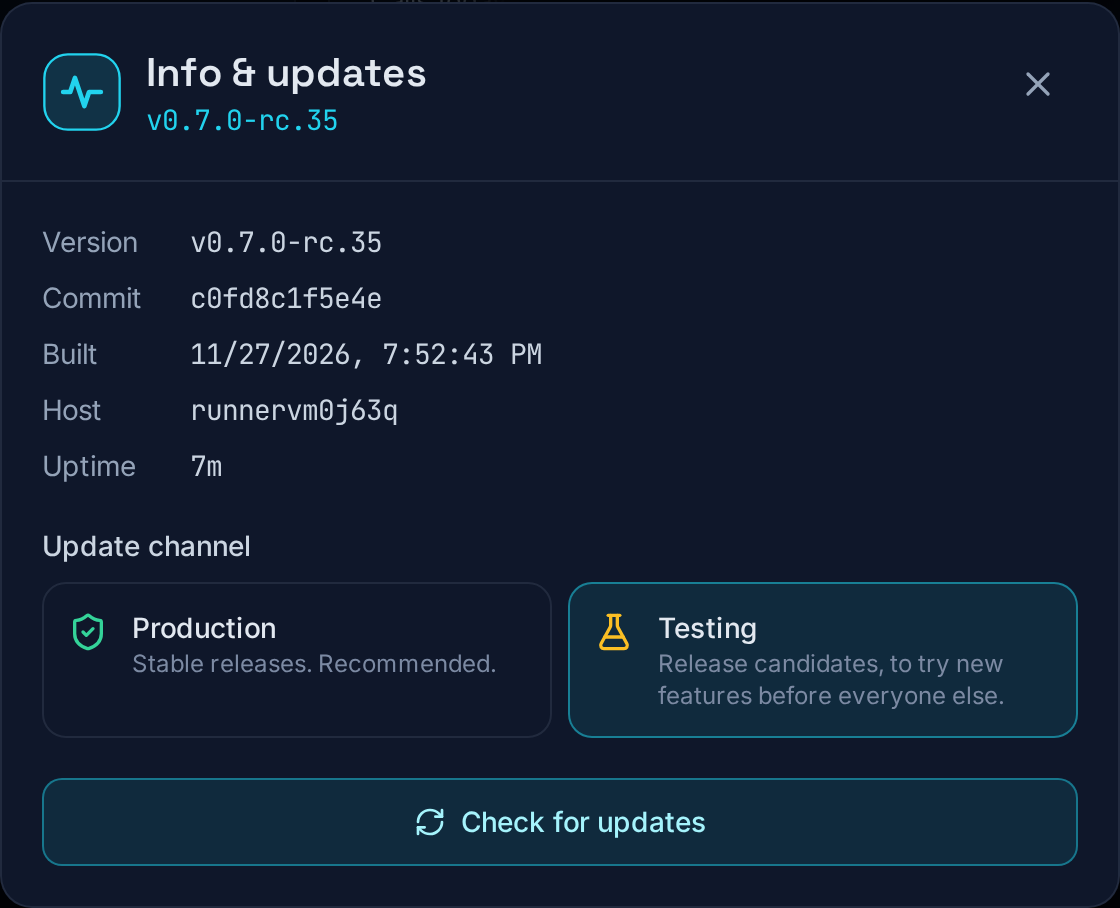 Info & updates
v0.7.0-rc.35
Version v0.7.0-rc.35
Commit c0fd8c1f5e4e
Built 11/27/2026, 7:52:43 PM
Host runnervm0j63q
Uptime 7m
Update channel
Production
Stable releases. Recommended.
Testing
Release candidates, to try new
features before everyone else.
Check for updates